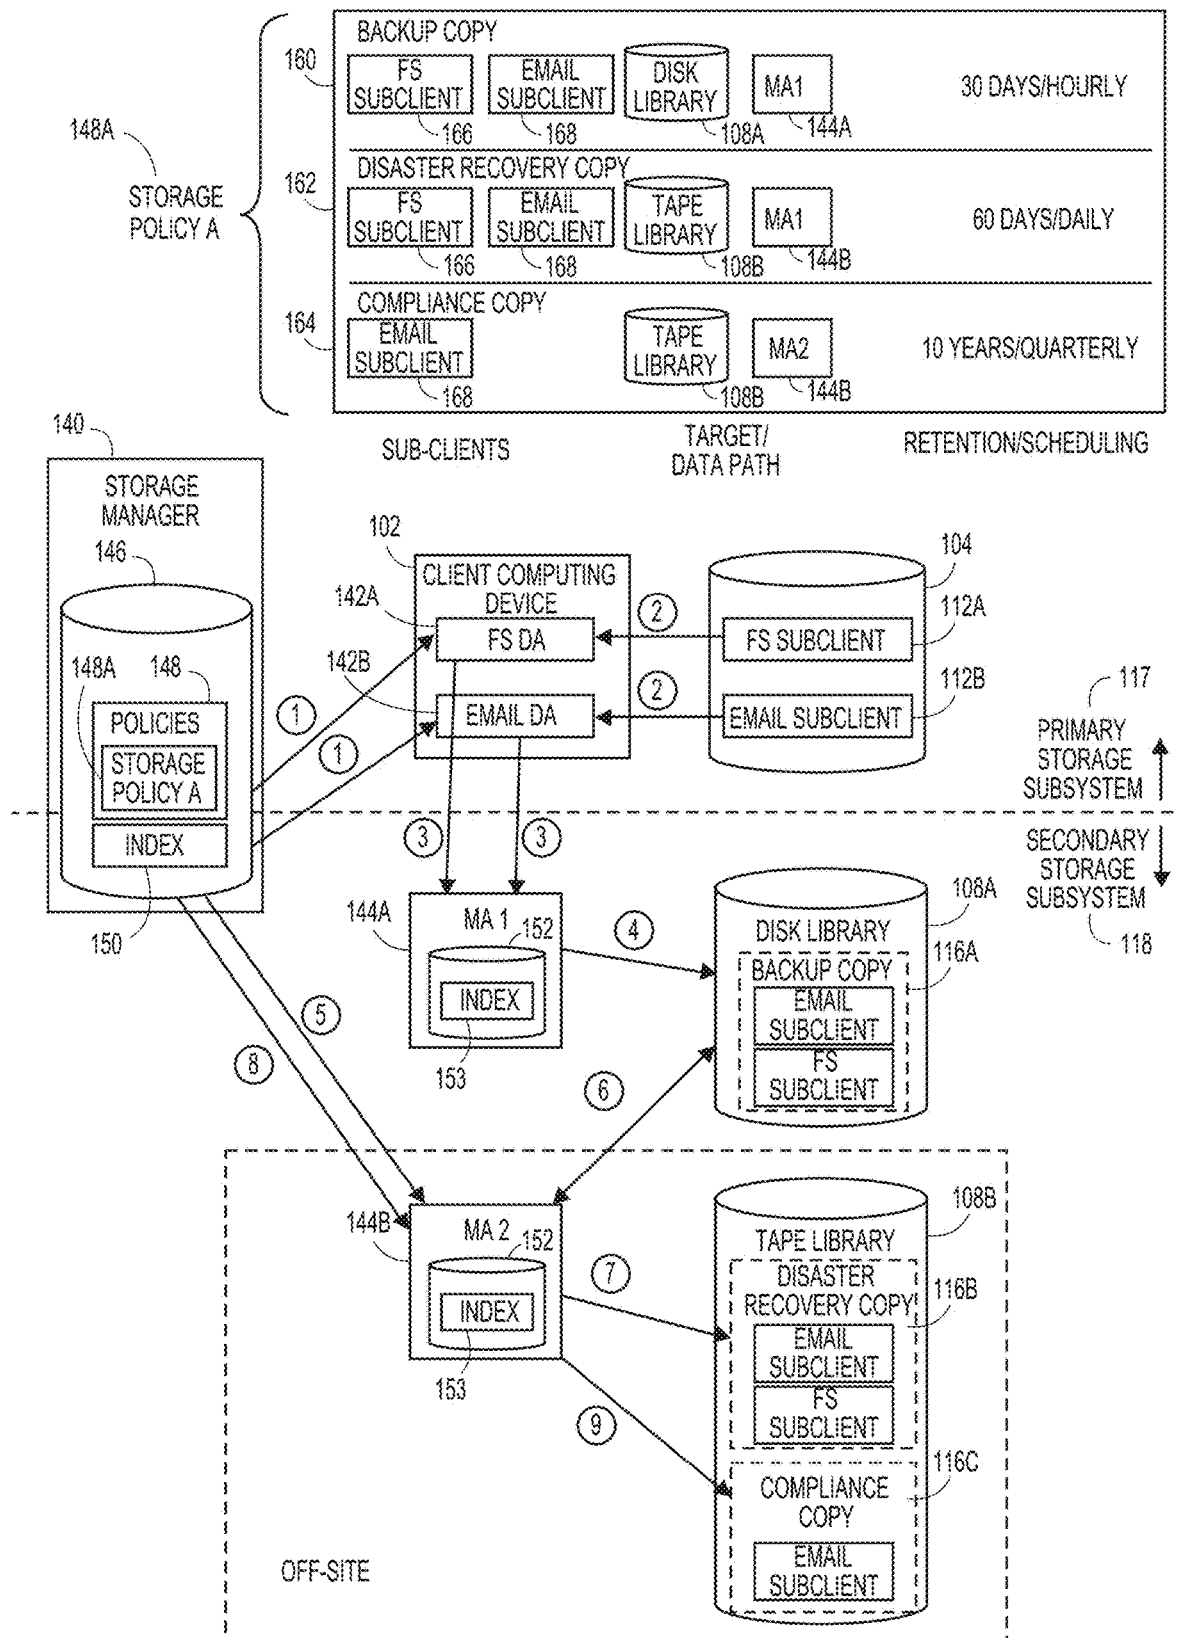 BACKUP COPY
160
FS
SUBCLIENT
166
EMAIL
SUBCLIENT
168
DISK
LIBRARY
108A
MA1
144A
30 DAYS/HOURLY
148A
STORAGE
POLICY A
DISASTER RECOVERY COPY
162
FS
SUBCLIENT
166
EMAIL
SUBCLIENT
168
TAPE
LIBRARY
108B
MA1
144B
60 DAYS/DAILY
COMPLIANCE COPY
164
EMAIL
SUBCLIENT
168
TAPE
LIBRARY
108B
MA2
144B
10 YEARS/QUARTERLY
SUB-CLIENTS
TARGET/
DATA PATH
RETENTION/SCHEDULING
140
STORAGE
MANAGER
146
148A
148
POLICIES
STORAGE
POLICY A
INDEX
150
102
CLIENT COMPUTING
DEVICE
142A
FS DA
142B
EMAIL DA
1
1
2
2
104
FS SUBCLIENT
112A
EMAIL SUBCLIENT
112B
117
PRIMARY
STORAGE
SUBSYSTEM
SECONDARY
STORAGE
SUBSYSTEM
118
3
3
144A
MA 1
152
INDEX
153
4
108A
DISK LIBRARY
116A
BACKUP COPY
EMAIL
SUBCLIENT
FS
SUBCLIENT
5
8
6
144B
MA 2
152
INDEX
153
7
9
108B
TAPE LIBRARY
DISASTER
RECOVERY COPY
116B
EMAIL
SUBCLIENT
FS
SUBCLIENT
116C
COMPLIANCE
COPY
EMAIL
SUBCLIENT
OFF-SITE